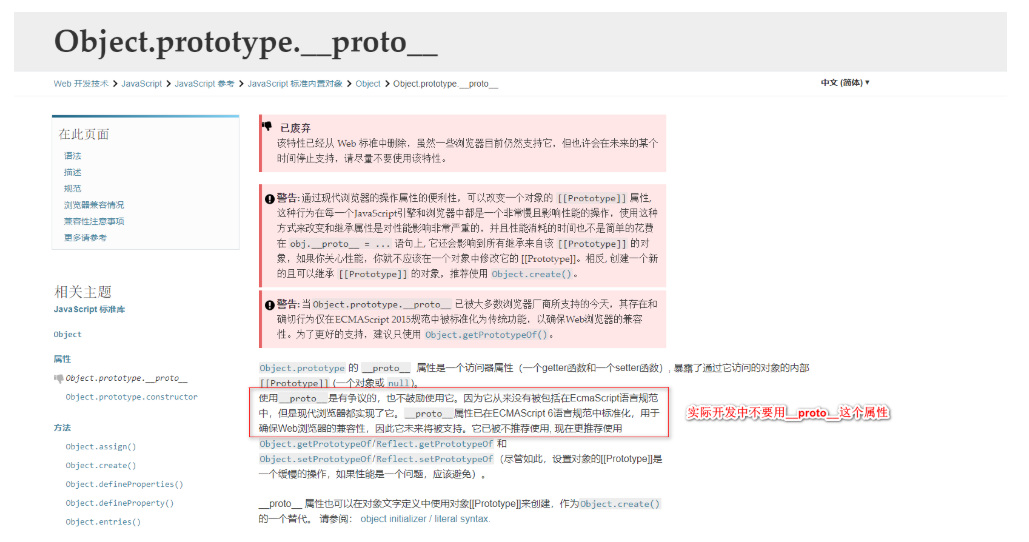 Object.prototype.__proto__
Web 开发技术 > JavaScript > JavaScript 参考 > JavaScript 标准内置对象 > Object > Object.prototype.__proto__
中文 (简体) ▾
在此页面
语法
描述
规范
浏览器兼容情况
兼容性注意事项
更多请参考
相关主题
JavaScript 标准库
Object
属性
Object.prototype.__proto__
Object.prototype.constructor
方法
Object.assign()
Object.create()
Object.defineProperties()
Object.defineProperty()
Object.entries()
已废弃
该特性已经从 Web 标准中删除，虽然一些浏览器目前仍然支持它，但也许会在未来的某个
时间停止支持，请尽量不要使用该特性。
警告: 通过现代浏览器的操作属性的便利性，可以改变一个对象的 [[Prototype]] 属性,
这种行为在每一个JavaScript引擎和浏览器中都是一个非常慢且影响性能的操作，使用这种
方式来改变和继承属性是对性能影响非常严重的，并且性能消耗的时间也不是简单的花费
在 obj.__proto__ = ... 语句上, 它还会影响到所有继承来自该 [[Prototype]] 的对
象，如果你关心性能，你就不应该在一个对象中修改它的 [[Prototype]]。相反, 创建一个新
的且可以继承 [[Prototype]] 的对象，推荐使用 Object.create()。
警告: 当Object.prototype.__proto__ 已被大多数浏览器厂商所支持的今天，其存在和
确切行为仅在ECMAScript 2015规范中被标准化为传统功能，以确保Web浏览器的兼容
性。为了更好的支持，建议只使用 Object.getPrototypeOf()。
Object.prototype 的 __proto__ 属性是一个访问器属性（一个getter函数和一个setter函数）, 暴露了通过它访问的对象的内部
[[Prototype]] (一个对象或 null)。
使用__proto__是有争议的，也不鼓励使用它。因为它从来没有被包括在EcmaScript语言规范
中，但是现代浏览器都实现了它。__proto__属性已在ECMAScript 6语言规范中标准化，用于
确保Web浏览器的兼容性，因此它未来将被支持。它已被不推荐使用, 现在更推荐使用
Object.getPrototypeOf/Reflect.getPrototypeOf 和
Object.setPrototypeOf/Reflect.setPrototypeOf（尽管如此，设置对象的[[Prototype]]是
一个缓慢的操作，如果性能是一个问题，应该避免）。
__proto__ 属性也可以在对象文字定义中使用对象[[Prototype]]来创建，作为Object.create()
的一个替代。 请参阅： object initializer / literal syntax.
实际开发中不要用__proto__这个属性